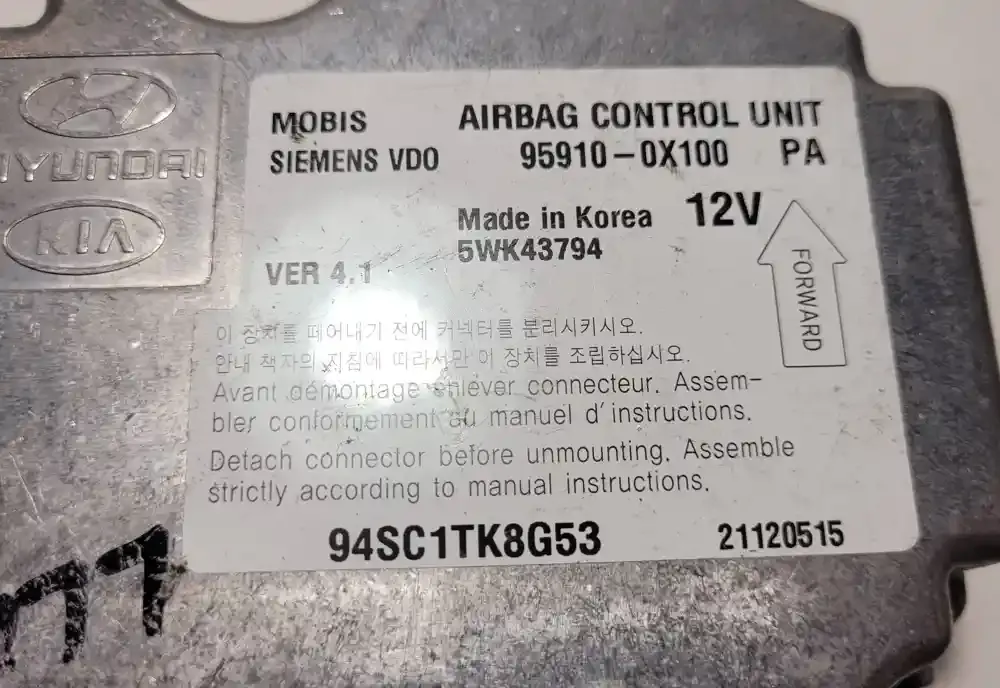 HYUNDAI
KIA
MOBIS AIRBAG CONTROL UNIT
SIEMENS VDO 95910-0X100 PA
Made in Korea 12V
5WK43794
VER 4.1
FORWARD
이 장치를 떼어내기 전에 커넥터를 분리시키시오.
안내 책자의 지침에 따라서만 이 장치를 조립하십시오.
Avant démontage enlever connecteur. Assem-
bler conformement au manuel d'instructions.
Detach connector before unmounting. Assemble
strictly according to manual instructions.
94SC1TK8G53 21120515